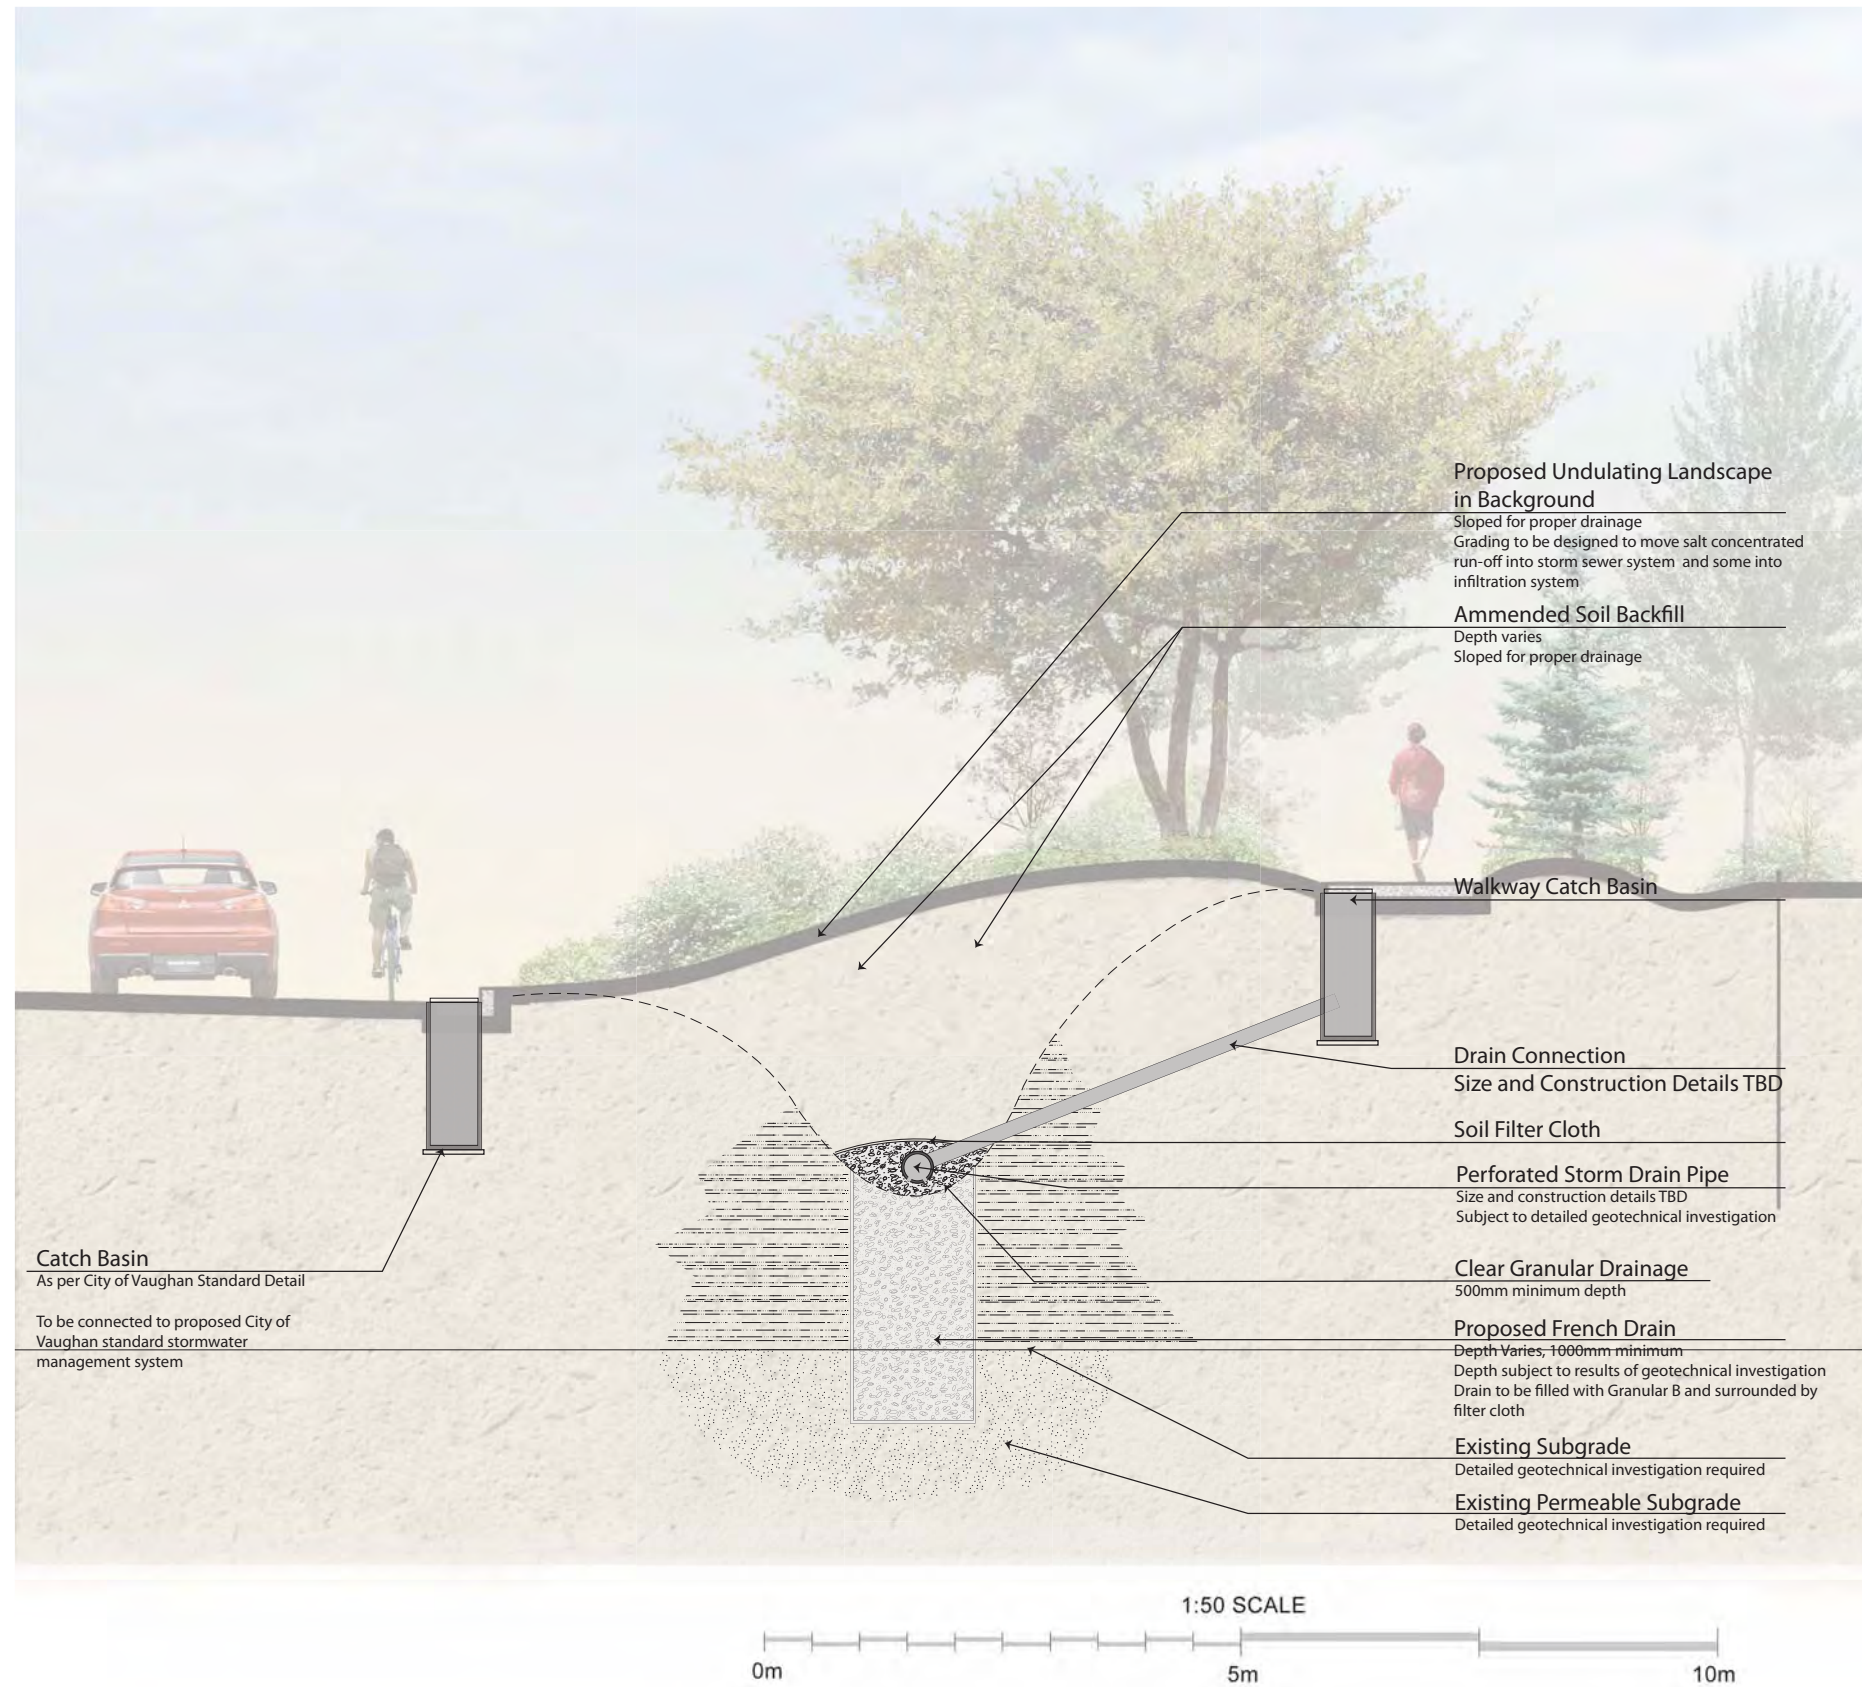 Proposed Undulating Landscape
in Background
Sloped for proper drainage
Grading to be designed to move salt concentrated
run-off into storm sewer system and some into
infiltration system
Ammended Soil Backfill
Depth varies
Sloped for proper drainage
Walkway Catch Basin
Drain Connection
Size and Construction Details TBD
Soil Filter Cloth
Perforated Storm Drain Pipe
Size and construction details TBD
Subject to detailed geotechnical investigation
Catch Basin
As per City of Vaughan Standard Detail
To be connected to proposed City of
Vaughan standard stormwater
management system
Clear Granular Drainage
500mm minimum depth
Proposed French Drain
Depth Varies, 1000mm minimum
Depth subject to results of geotechnical investigation
Drain to be filled with Granular B and surrounded by
filter cloth
Existing Subgrade
Detailed geotechnical investigation required
Existing Permeable Subgrade
Detailed geotechnical investigation required
1:50 SCALE
0m 5m 10m